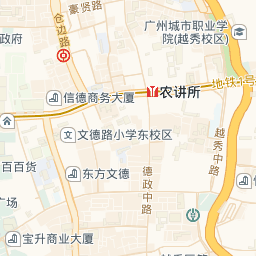 豪贤路
仓边路
政府
广州城市职业学
院(越秀校区)
地铁1号
农讲所
信德商务大厦
文德路小学东校区
越秀中路
百百货
东方文德
德政中路
广场
宝升商业大厦